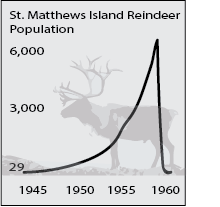 St. Matthews Island Reindeer
Population
6,000
3,000
29
1945 1950 1955 1960